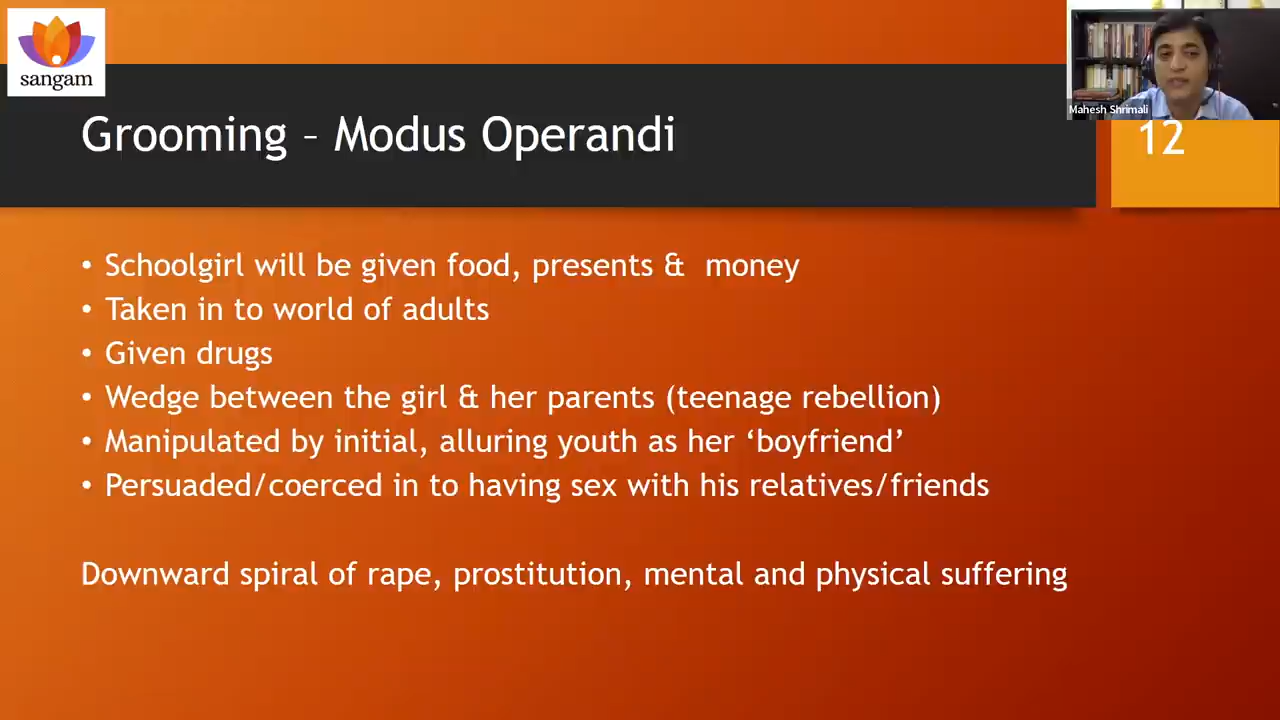 sangam
Mahesh Shrimali
Grooming – Modus Operandi
12
• Schoolgirl will be given food, presents &  money
• Taken in to world of adults
• Given drugs
• Wedge between the girl & her parents (teenage rebellion)
• Manipulated by initial, alluring youth as her ‘boyfriend’
• Persuaded/coerced in to having sex with his relatives/friends
Downward spiral of rape, prostitution, mental and physical suffering